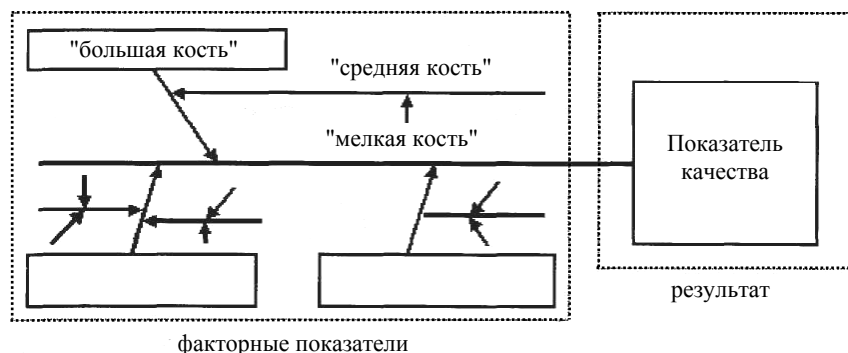 "большая кость"
"средняя кость"
"мелкая кость"
Показатель
качества
результат
факторные показатели